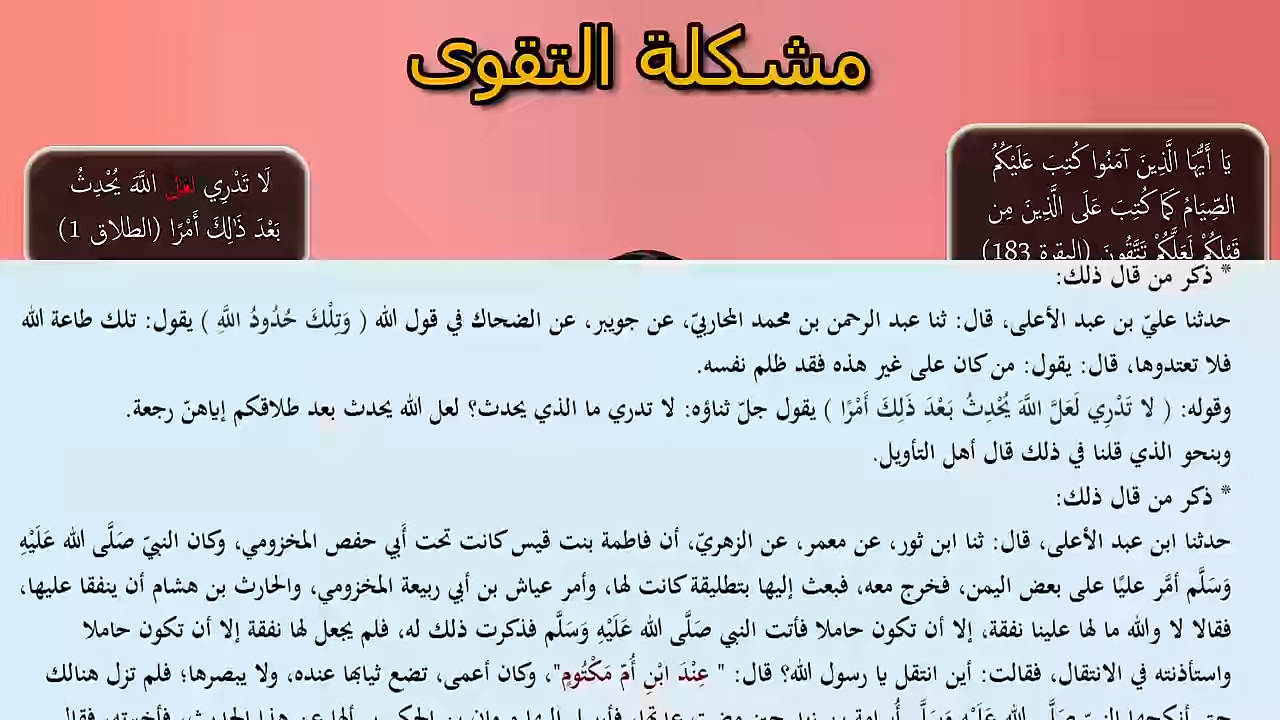 مشكلة التقوى
يَا أَيُّهَا الَّذِينَ آمَنُوا كُتِبَ عَلَيْكُمُ
الصِّيَامُ كَمَا كُتِبَ عَلَى الَّذِينَ مِن
قَبْلِكُمْ لَعَلَّكُمْ تَتَّقُونَ (البقرة 183)
لَا تَدْرِي لعل اللَّهَ يُحْدِثُ
بَعْدَ ذَٰلِكَ أَمْرًا (الطلاق 1)
* ذكر من قال ذلك:
حدثنا عليّ بن عبد الأعلى، قال: ثنا عبد الرحمن بن محمد المحاربيّ، عن جويبر، عن الضحاك في قول الله ( وَتِلْكَ حُدُودُ اللَّهِ ) يقول: تلك طاعة الله
فلا تعتدوها، قال: يقول: من كان على غير هذه فقد ظلم نفسه.
وقوله: ( لا تَدْرِي لَعَلَّ اللَّهَ يُحْدِثُ بَعْدَ ذَلِكَ أَمْرًا ) يقول جلّ ثناؤه: لا تدري ما الذي يحدث؟ لعل الله يحدث بعد طلاقكم إياهنّ رجعة.
وبنحو الذي قلنا في ذلك قال أهل التأويل.
* ذكر من قال ذلك:
حدثنا ابن عبد الأعلى، قال: ثنا ابن ثور، عن معمر، عن الزهريّ، أن فاطمة بنت قيس كانت تحت أَبي حفص المخزومي، وكان النبيّ صَلَّى الله عَلَيْهِ
وَسَلَّم أمَّر عليًا على بعض اليمن، فخرج معه، فبعث إليها بتطليقة كانت لها، وأمر عياش بن أبي ربيعة المخزومي، والحارث بن هشام أن ينفقا عليها،
فقالا لا والله ما لها علينا نفقة، إلا أن تكون حاملا فأتت النبي صَلَّى الله عَلَيْهِ وَسَلَّم فذكرت ذلك له، فلم يجعل لها نفقة إلا أن تكون حاملا
واستأذنته في الانتقال، فقالت: أين انتقل يا رسول الله؟ قال: " عِنْدَ ابْنِ أُمّ مَكْتُومٍ"، وكان أعمى، تضع ثيابها عنده، ولا يبصرها؛ فلم تزل هنالك